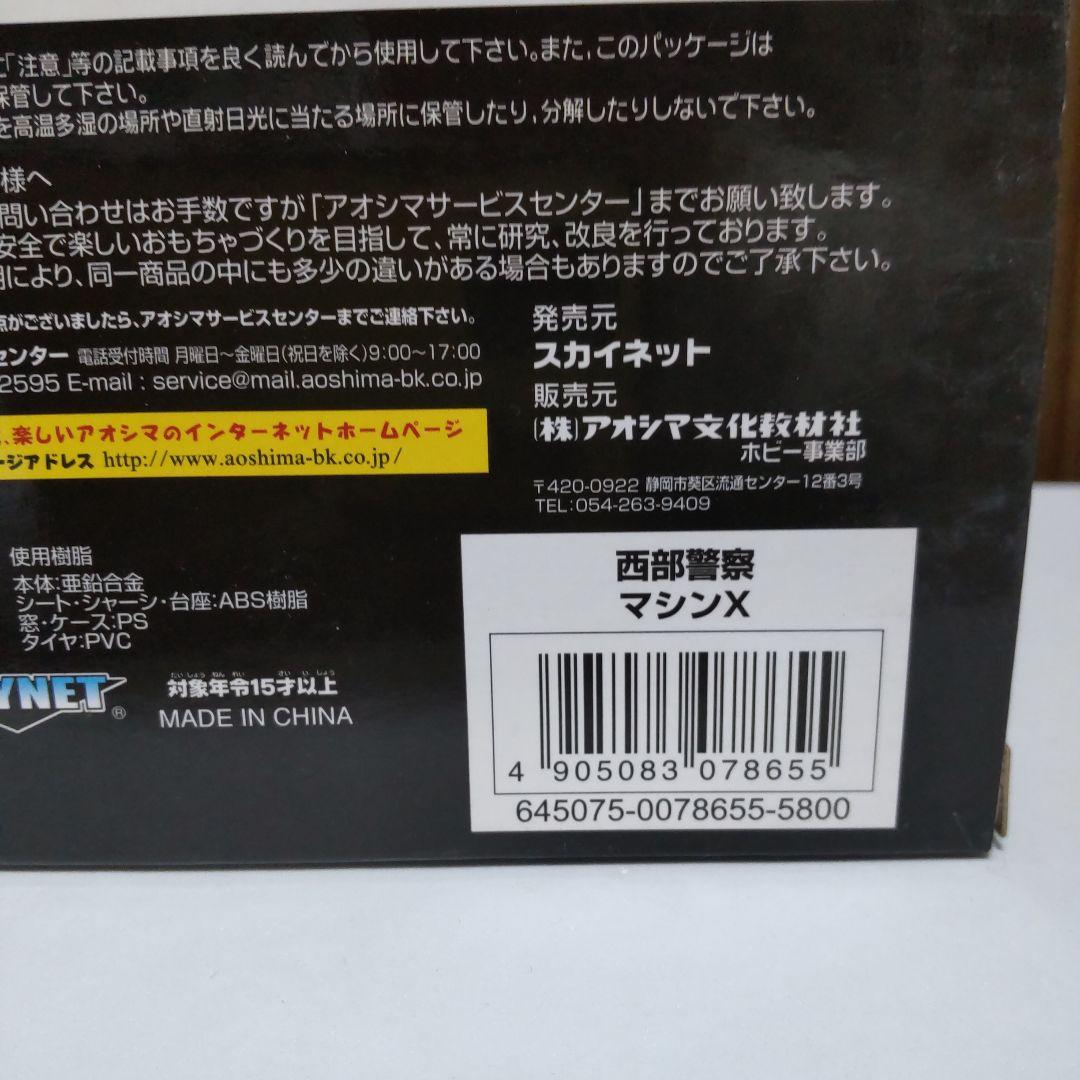 「注意」等の記載事項を良く読んでから使用して下さい。また、このパッケージは
保管して下さい。
を高温多湿の場所や直射日光に当たる場所に保管したり、分解したりしないで下さい。
様へ
問い合わせはお手数ですが「アオシマサービスセンター」までお願い致します。
安全で楽しいおもちゃづくりを目指して、常に研究、改良を行っております。
により、同一商品の中にも多少の違いがある場合もありますのでご了承下さい。
点がございましたら、アオシマサービスセンターまでご連絡下さい。
センター 電話受付時間 月曜日～金曜日(祝日を除く)9:00～17:00
2595 E-mail : service@mail.aoshima-bk.co.jp
、楽しいアオシマのインターネットホームページ
ージアドレス http://www.aoshima-bk.co.jp/
発売元
スカイネット
販売元
(株)アオシマ文化教材社
ホビー事業部
〒420-0922 静岡市葵区流通センター12番3号
TEL:054-263-9409
使用樹脂
本体:亜鉛合金
シート・シャーシ・台座:ABS樹脂
窓・ケース:PS
タイヤ:PVC
YNET®
たいしょう ねん れい さい い じょう
対象年令15才以上
MADE IN CHINA
西部警察
マシンX
4 905083 078655
645075-0078655-5800